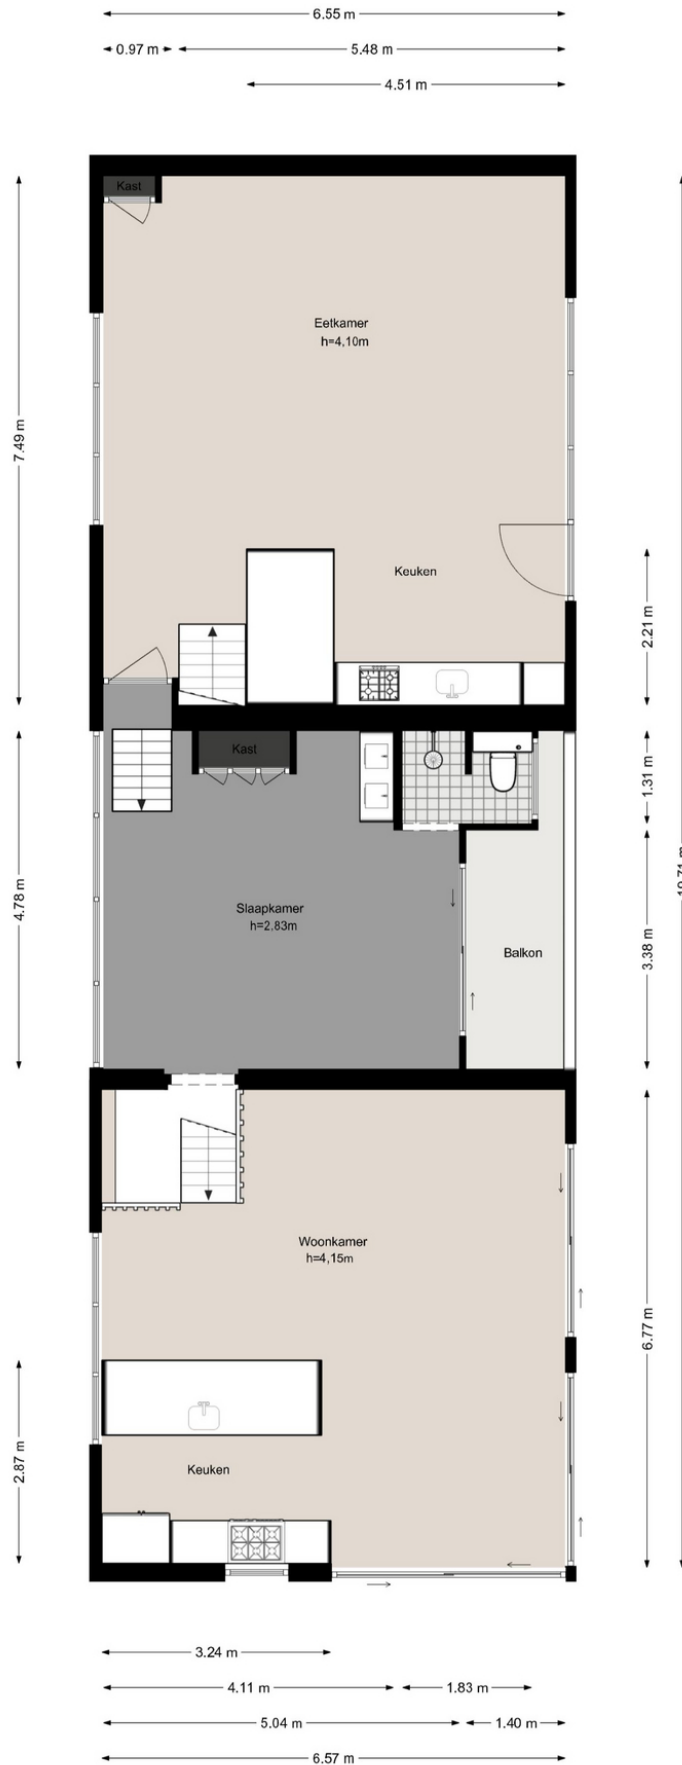 6.55 m
0.97 m
5.48 m
4.51 m
Kast
Eetkamer
h=4,10m
7.49 m
Keuken
2.21 m
Kast
1.31 m
4.78 m
Slaapkamer
h=2.83m
3.38 m
Balkon
Woonkamer
h=4,15m
6.77 m
2.87 m
Keuken
3.24 m
4.11 m
1.83 m
5.04 m
1.40 m
6.57 m